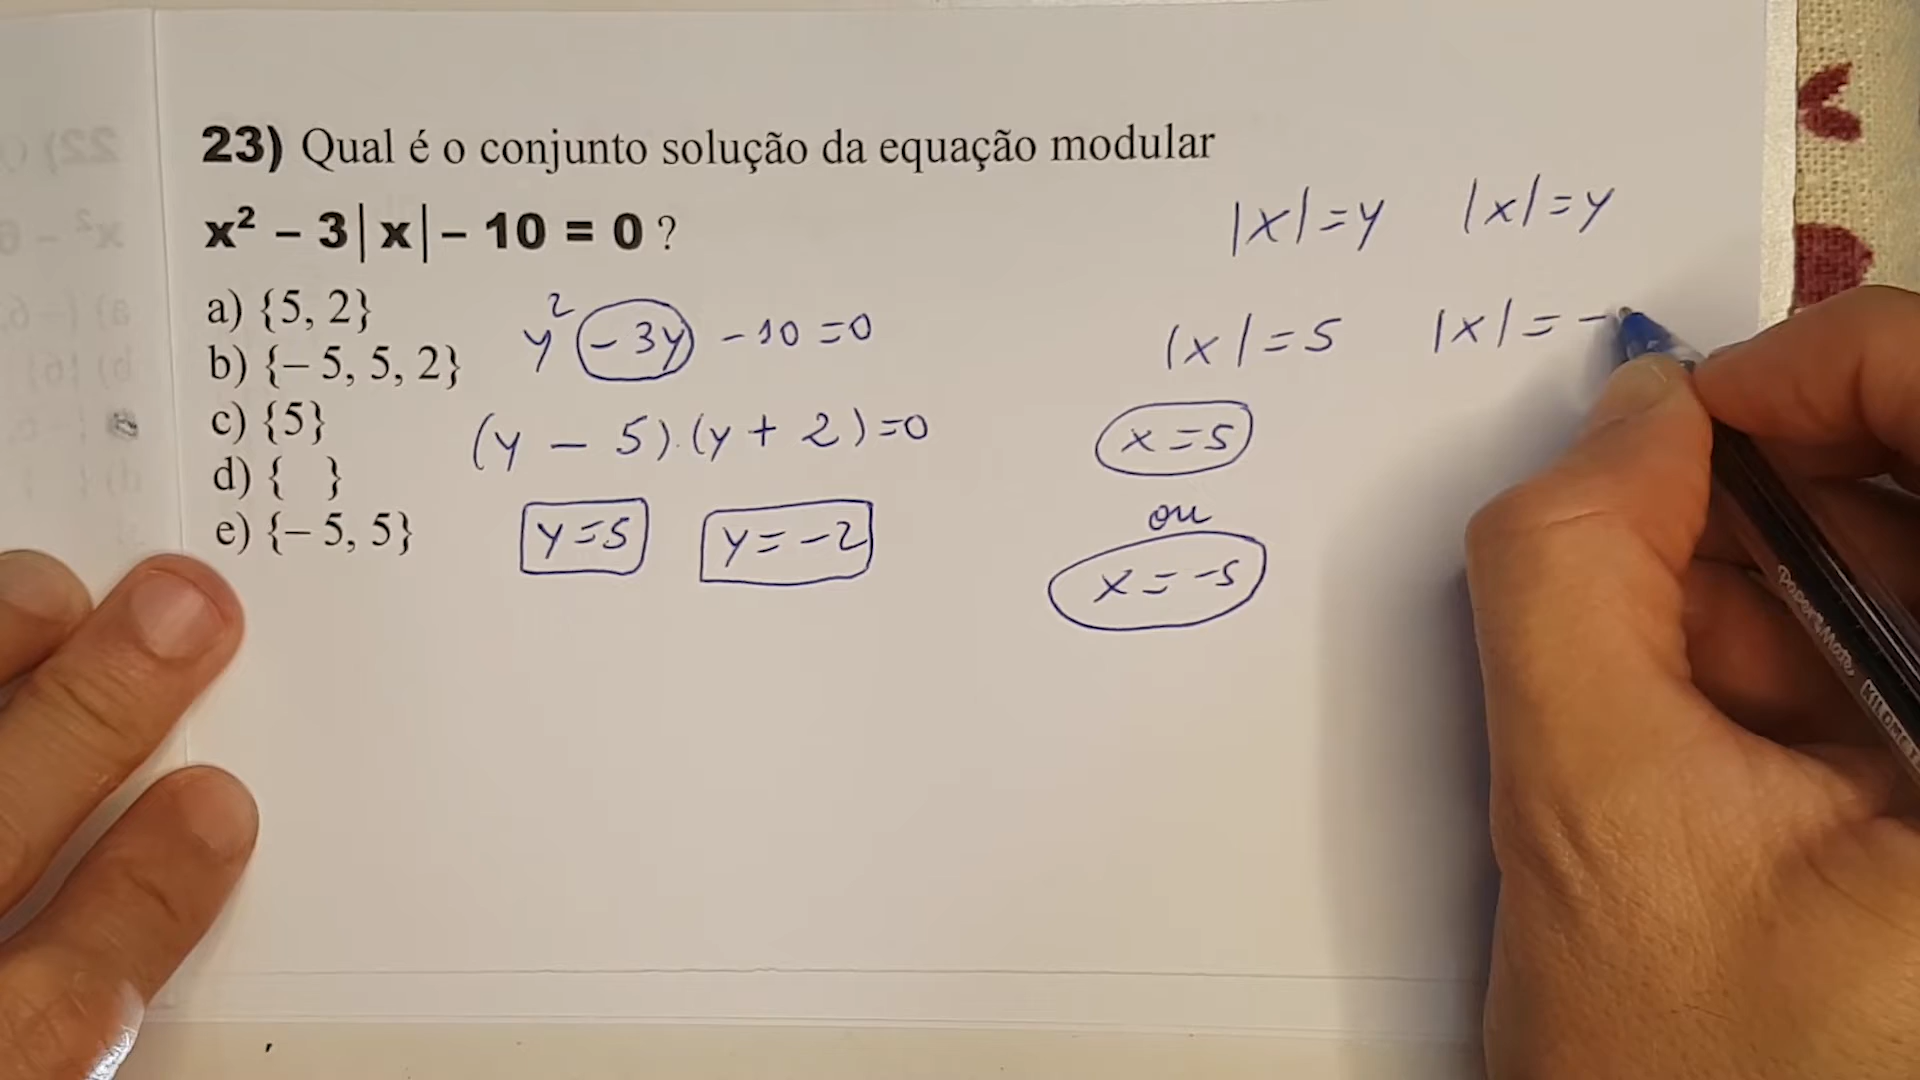 23) Qual é o conjunto solução da equação modular
x² – 3|x| – 10 = 0 ?
a) {5, 2}
b) {– 5, 5, 2}
c) {5}
d) { }
e) {– 5, 5}
y² – 3y – 10 = 0
(y – 5).(y + 2) = 0
y = 5 y = –2
|x| = y |x| = y
|x| = 5 |x| = –
x = 5
ou
x = –5
PaperMate